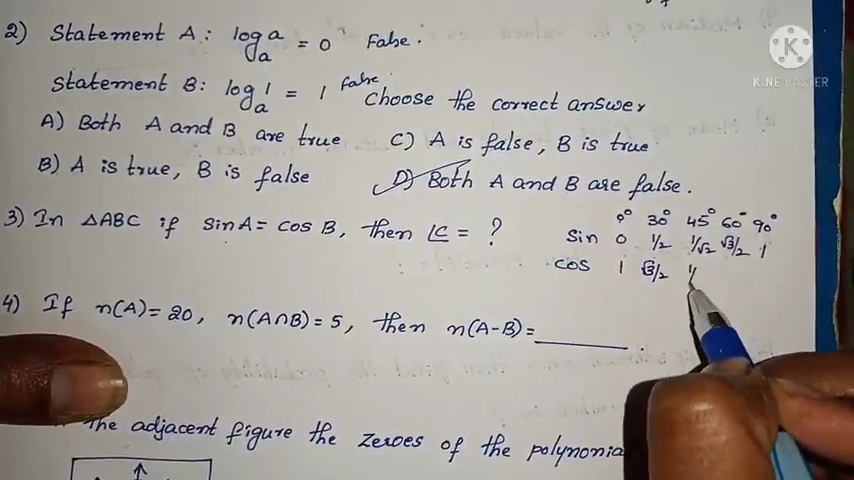 2) Statement A: log_a a = 0 False.
Statement B: log_a 1 = 1 false
Choose the correct answer
A) Both A and B are true C) A is false, B is true
B) A is true, B is false D) Both A and B are false.
3) In ΔABC if sin A = cos B, then ∠C = ?
0° 30° 45° 60° 90°
sin 0 1/2 1/√2 √3/2 1
cos 1 √3/2 1/
4) If n(A) = 20, n(A∩B) = 5, then n(A-B) = ______
The adjacent figure the zeroes of the polynomia
KINEMASTER